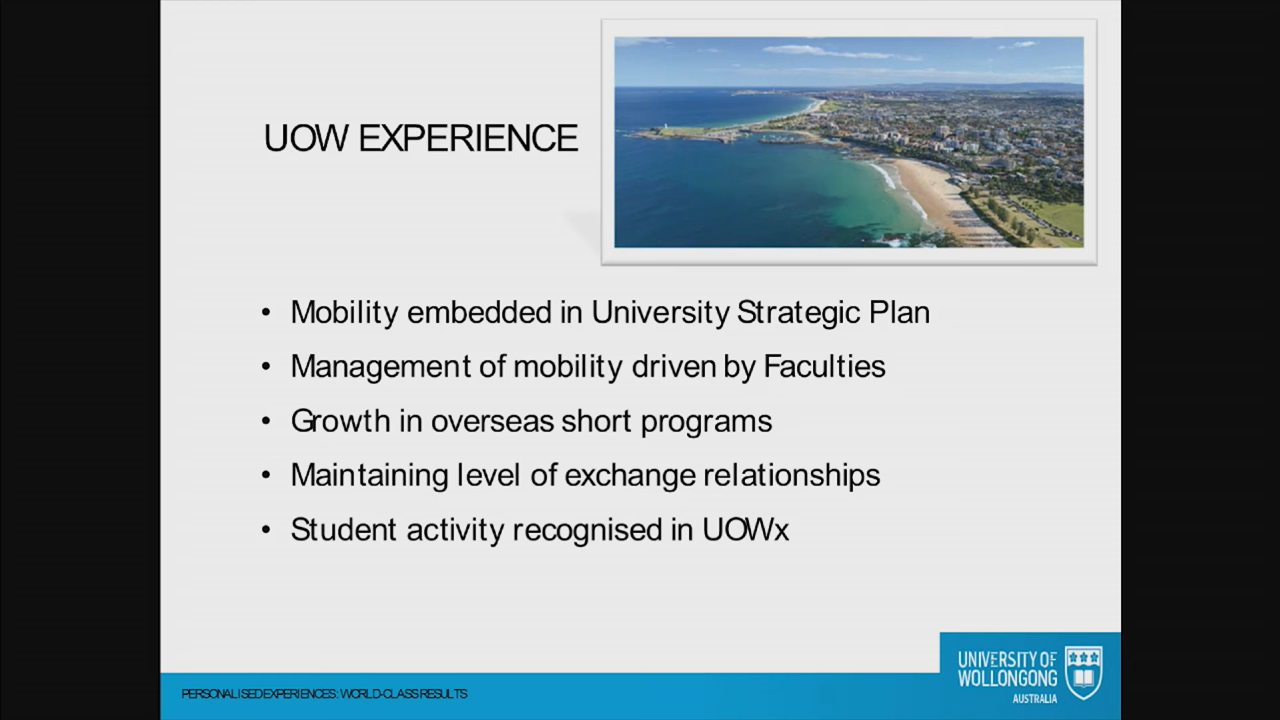 UOW EXPERIENCE
• Mobility embedded in University Strategic Plan
• Management of mobility driven by Faculties
• Growth in overseas short programs
• Maintaining level of exchange relationships
• Student activity recognised in UOWx
PERSONALISED EXPERIENCES: WORLD-CLASS RESULTS
UNIVERSITY OF
WOLLONGONG
AUSTRALIA